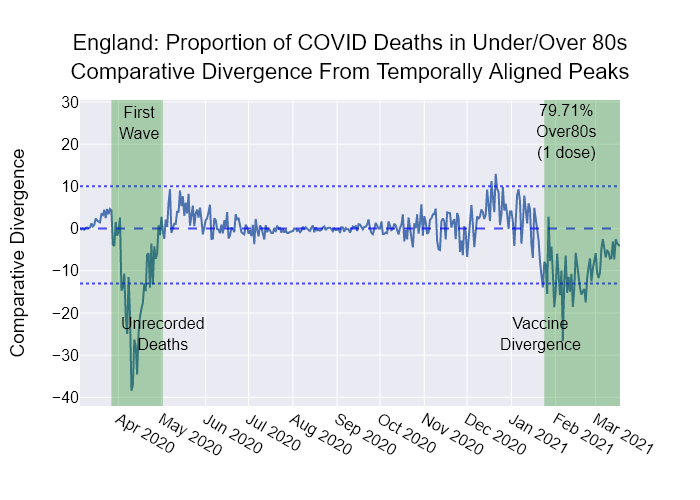 England: Proportion of COVID Deaths in Under/Over 80s
Comparative Divergence From Temporally Aligned Peaks
Comparative Divergence
30
20
10
0
−10
−20
−30
−40
First
Wave
79.71%
Over80s
(1 dose)
Unrecorded
Deaths
Vaccine
Divergence
Apr 2020
May 2020
Jun 2020
Jul 2020
Aug 2020
Sep 2020
Oct 2020
Nov 2020
Dec 2020
Jan 2021
Feb 2021
Mar 2021